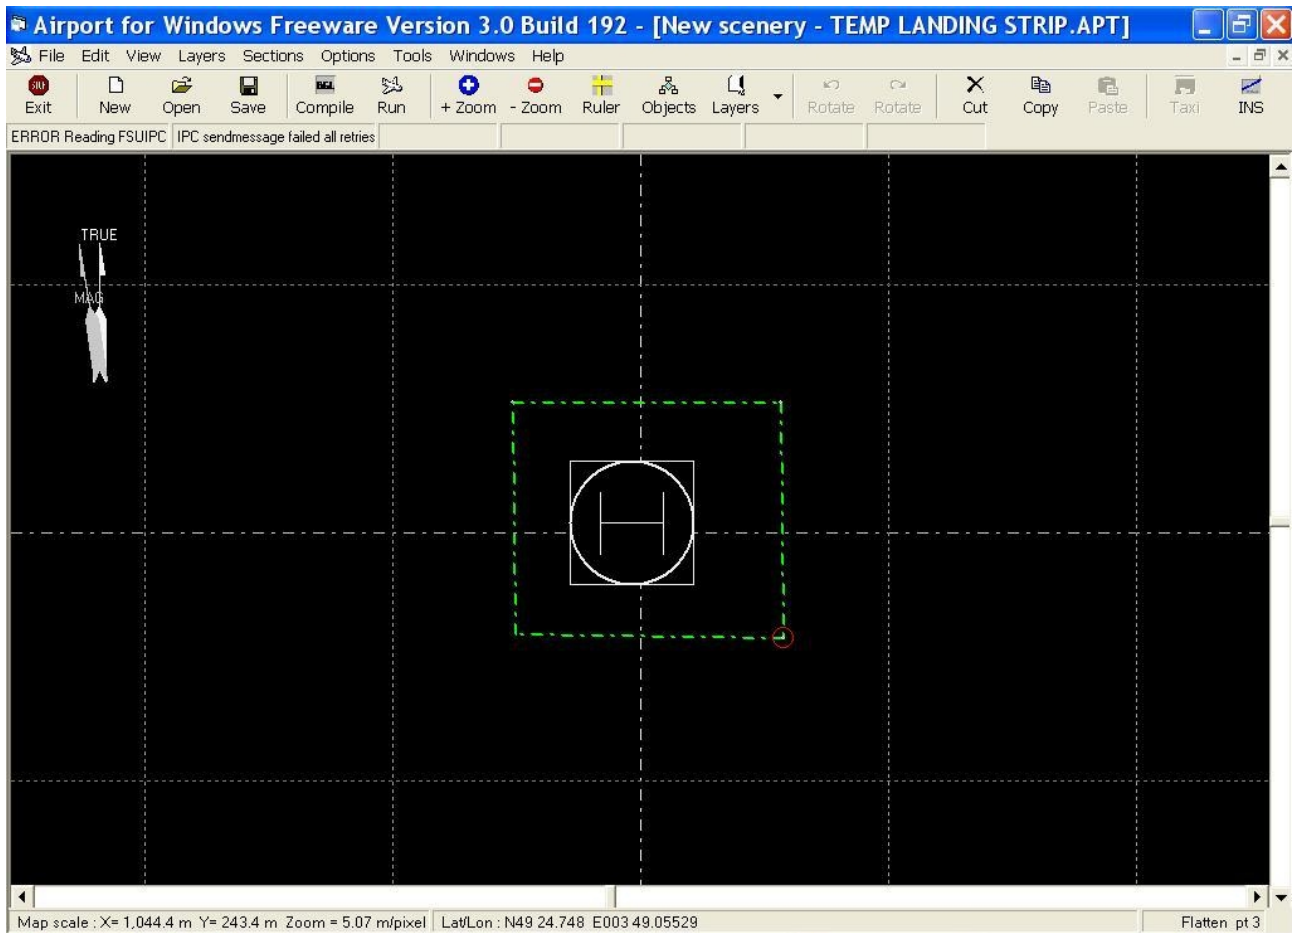 Airport for Windows Freeware Version 3.0 Build 192 - [New scenery - TEMP LANDING STRIP.APT]
File Edit View Layers Sections Options Tools Windows Help
STOP BGL
Exit New Open Save Compile Run + Zoom - Zoom Ruler Objects Layers Rotate Rotate Cut Copy Paste Taxi INS
ERROR Reading FSUIPC IPC sendmessage failed all retries
TRUE
MAG
H
Map scale : X= 1,044.4 m Y= 243.4 m Zoom = 5.07 m/pixel Lat/Lon : N49 24.748 E003 49.05529 Flatten pt 3